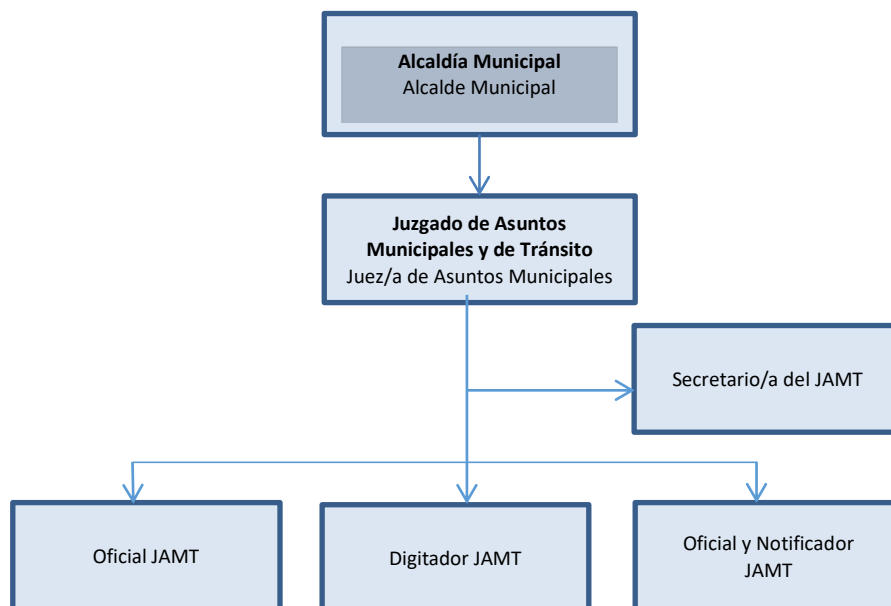 Alcaldía Municipal
Alcalde Municipal
Juzgado de Asuntos
Municipales y de Tránsito
Juez/a de Asuntos Municipales
Secretario/a del JAMT
Oficial JAMT
Digitador JAMT
Oficial y Notificador
JAMT